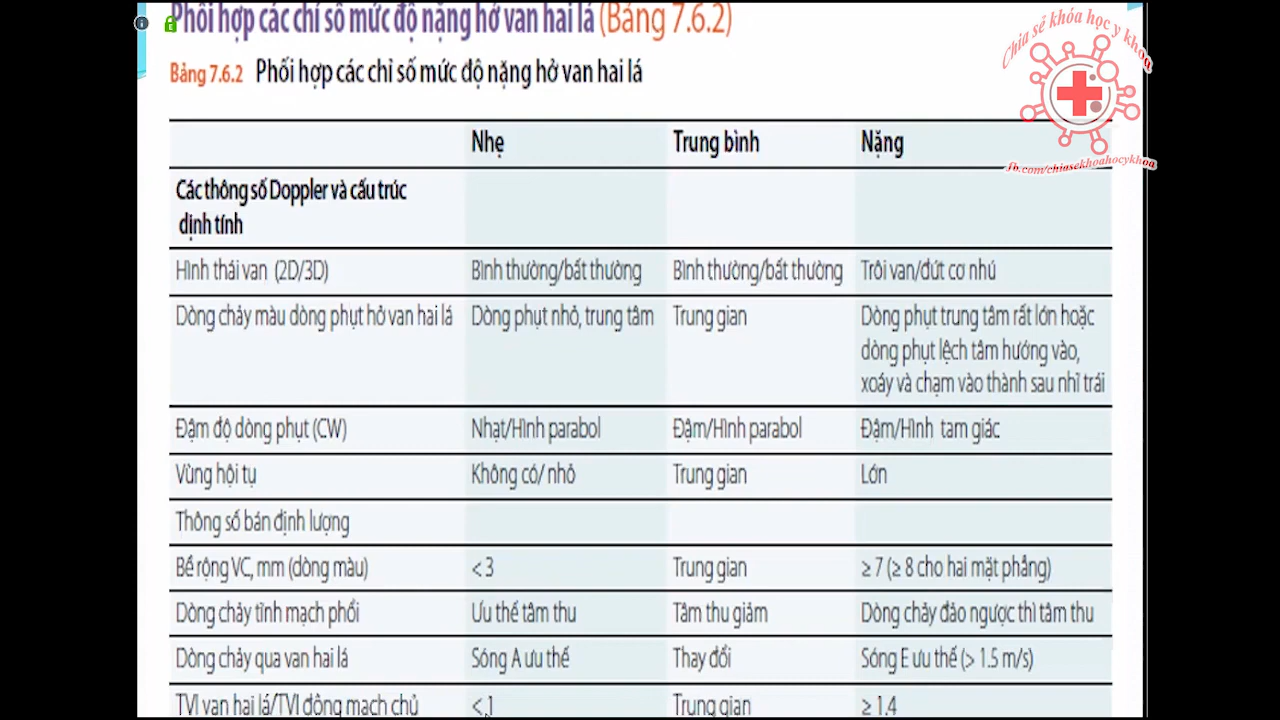 Phối hợp các chỉ số mức độ nặng hở van hai lá (Bảng 7.6.2)
Bảng 7.6.2 Phối hợp các chỉ số mức độ nặng hở van hai lá
Chia sẻ khóa học y khoa
fb.com/chiasekhoahocykhoa
Nhẹ Trung bình Nặng
Các thông số Doppler và cấu trúc
định tính
Hình thái van (2D/3D) Bình thường/bất thường Bình thường/bất thường Trôi van/đứt cơ nhú
Dòng chảy màu dòng phụt hở van hai lá Dòng phụt nhỏ, trung tâm Trung gian Dòng phụt trung tâm rất lớn hoặc
dòng phụt lệch tâm hướng vào,
xoáy và chạm vào thành sau nhĩ trái
Đậm độ dòng phụt (CW) Nhạt/Hình parabol Đậm/Hình parabol Đậm/Hình tam giác
Vùng hội tụ Không có/ nhỏ Trung gian Lớn
Thông số bán định lượng
Bề rộng VC, mm (dòng màu) < 3 Trung gian ≥ 7 (≥ 8 cho hai mặt phẳng)
Dòng chảy tĩnh mạch phổi Ưu thế tâm thu Tâm thu giảm Dòng chảy đảo ngược thì tâm thu
Dòng chảy qua van hai lá Sóng A ưu thế Thay đổi Sóng E ưu thế (> 1.5 m/s)
TVI van hai lá/TVI động mạch chủ < 1 Trung gian ≥ 1.4